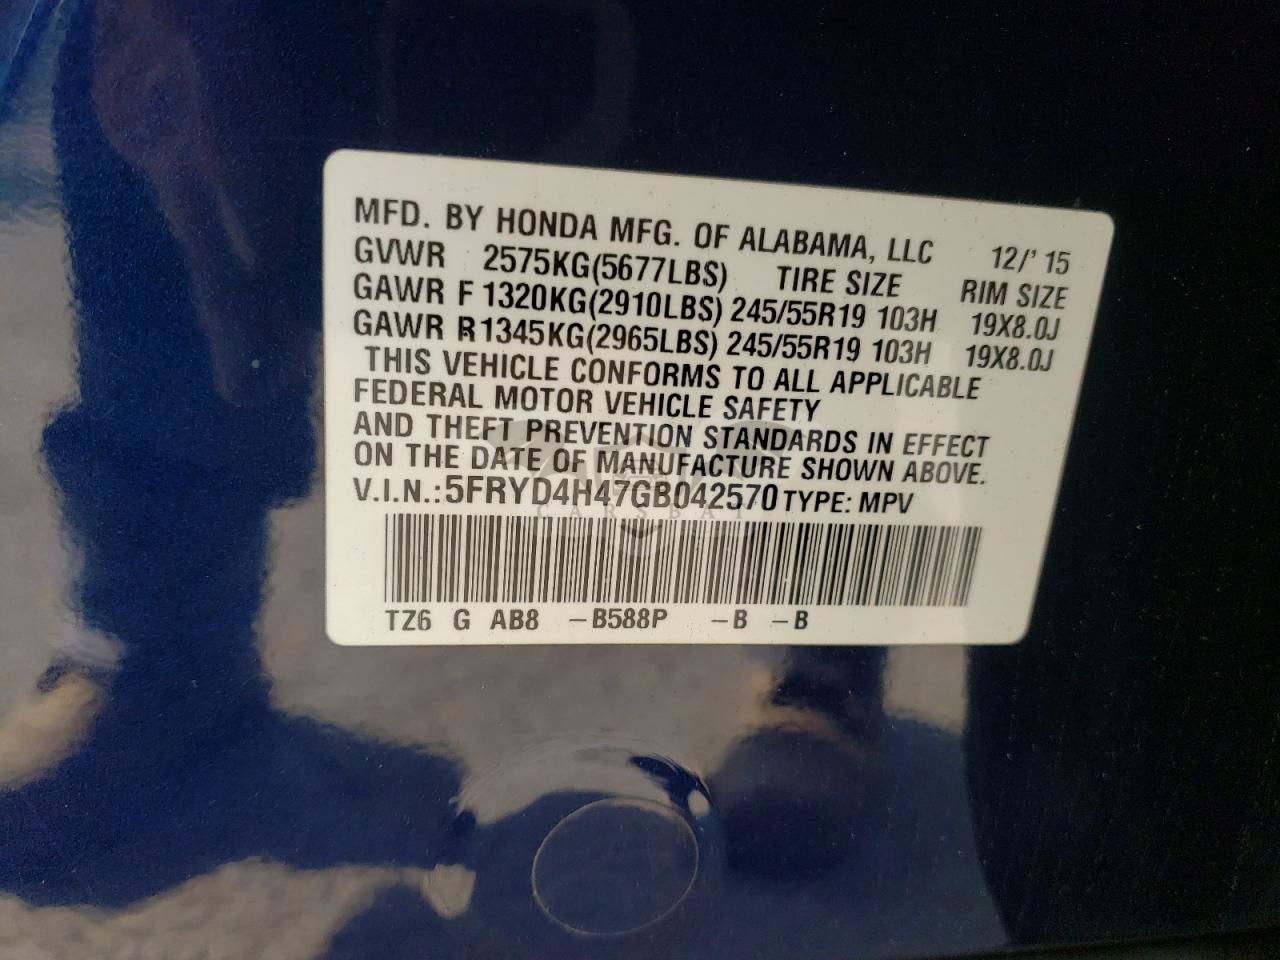 MFD. BY HONDA MFG. OF ALABAMA, LLC 12/'15
GVWR 2575KG(5677LBS) TIRE SIZE RIM SIZE
GAWR F 1320KG(2910LBS) 245/55R19 103H 19X8.0J
GAWR R 1345KG(2965LBS) 245/55R19 103H 19X8.0J
THIS VEHICLE CONFORMS TO ALL APPLICABLE
FEDERAL MOTOR VEHICLE SAFETY
AND THEFT PREVENTION STANDARDS IN EFFECT
ON THE DATE OF MANUFACTURE SHOWN ABOVE.
V.I.N.:5FRYD4H47GB042570 TYPE: MPV
CARSBAT
TZ6 G AB8 -B588P -B -B